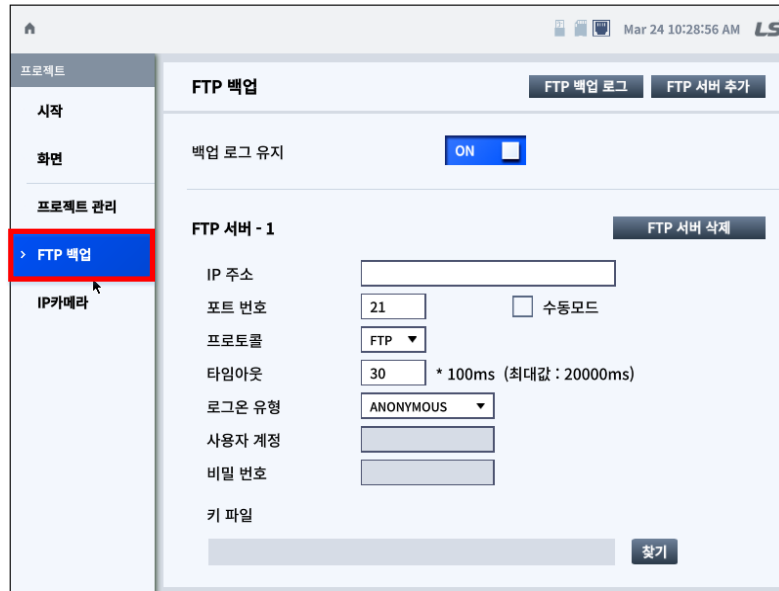 Mar 24 10:28:56 AM LS
프로젝트
시작
화면
프로젝트 관리
FTP 백업
IP카메라
FTP 백업
FTP 백업 로그
FTP 서버 추가
백업 로그 유지
ON
FTP 서버 - 1
FTP 서버 삭제
IP 주소
포트 번호
21
수동모드
프로토콜
FTP
타임아웃
30
* 100ms (최대값 : 20000ms)
로그온 유형
ANONYMOUS
사용자 계정
비밀 번호
키 파일
찾기